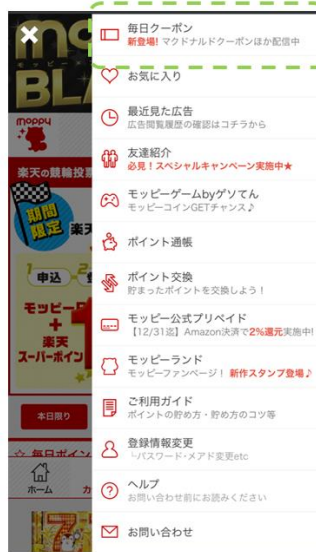 毎日クーポン
新登場! マクドナルドクーポンほか配信中
お気に入り
最近見た広告
広告閲覧履歴の確認はコチラから
友達紹介
必見!スペシャルキャンペーン実施中★
モッピーゲームbyゲソてん
モッピーコインGETチャンス♪
ポイント通帳
ポイント交換
貯まったポイントを交換しよう!
モッピー公式プリペイド
【12/31迄】Amazon決済で2%還元実施中!
モッピーランド
モッピーファンページ! 新作スタンプ登場♪
ご利用ガイド
ポイントの貯め方・貯め方のコツ等
登録情報変更
└パスワード・メアド変更etc
ヘルプ
お問い合わせ前にお読みください
お問い合わせ
BL
moppy
楽天の競輪投票
期間
限定
楽天
1
2
申込
モッピー
+
楽天
スーパーポイン
本日限り
☆ 毎日ポイン
ホーム